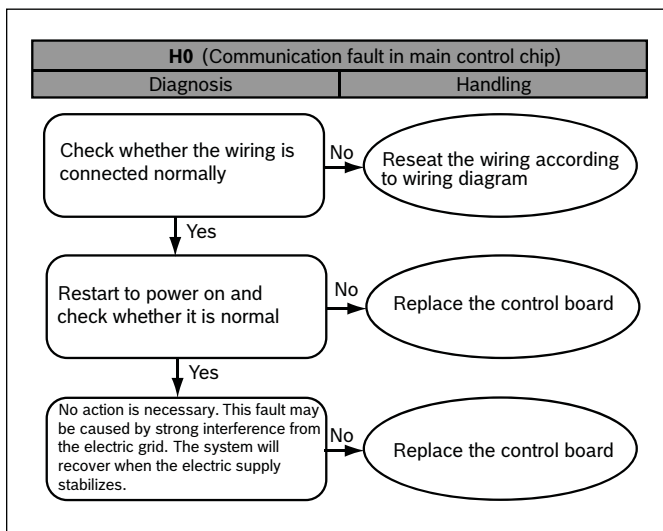 H0 (Communication fault in main control chip)
Diagnosis
Handling
Check whether the wiring is
connected normally
No
Reseat the wiring according
to wiring diagram
Yes
Restart to power on and
check whether it is normal
No
Replace the control board
Yes
No action is necessary. This fault may
be caused by strong interference from
the electric grid. The system will
recover when the electric supply
stabilizes.
No
Replace the control board